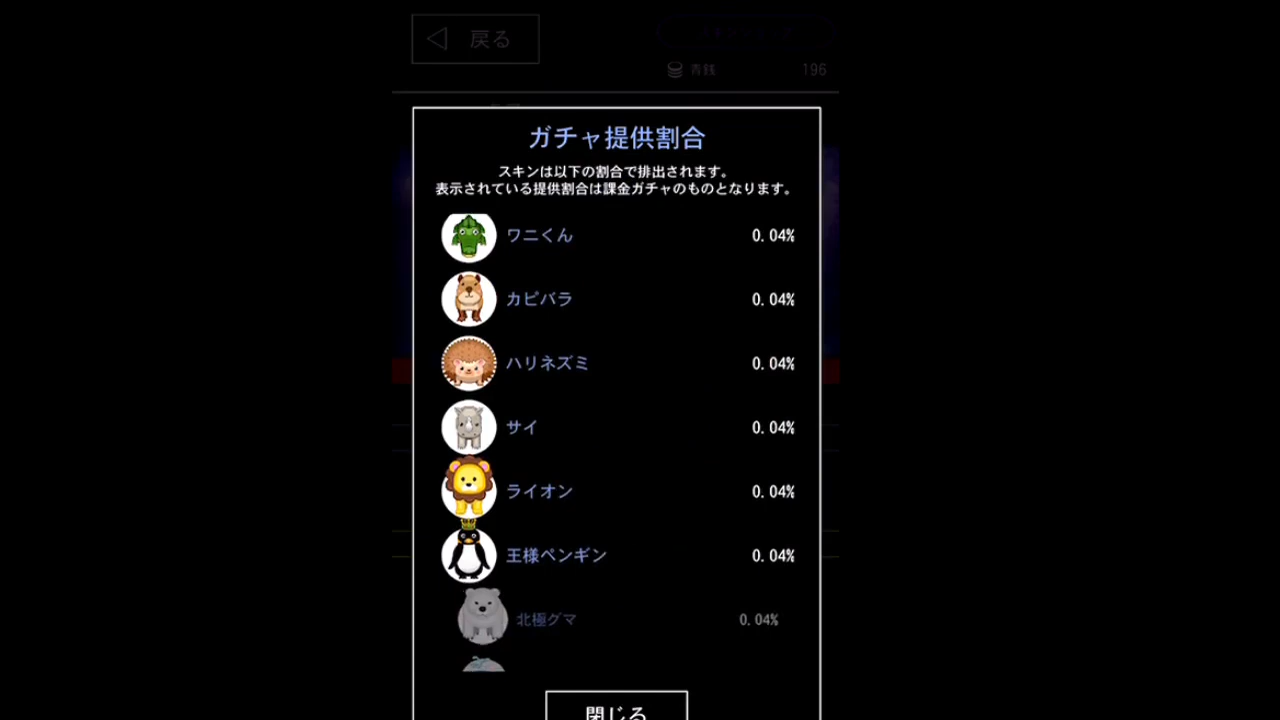 戻る
青銭 196
ガチャ提供割合
スキンは以下の割合で排出されます。
表示されている提供割合は課金ガチャのものとなります。
ワニくん 0.04%
カピバラ 0.04%
ハリネズミ 0.04%
サイ 0.04%
ライオン 0.04%
王様ペンギン 0.04%
北極グマ 0.04%
閉じる